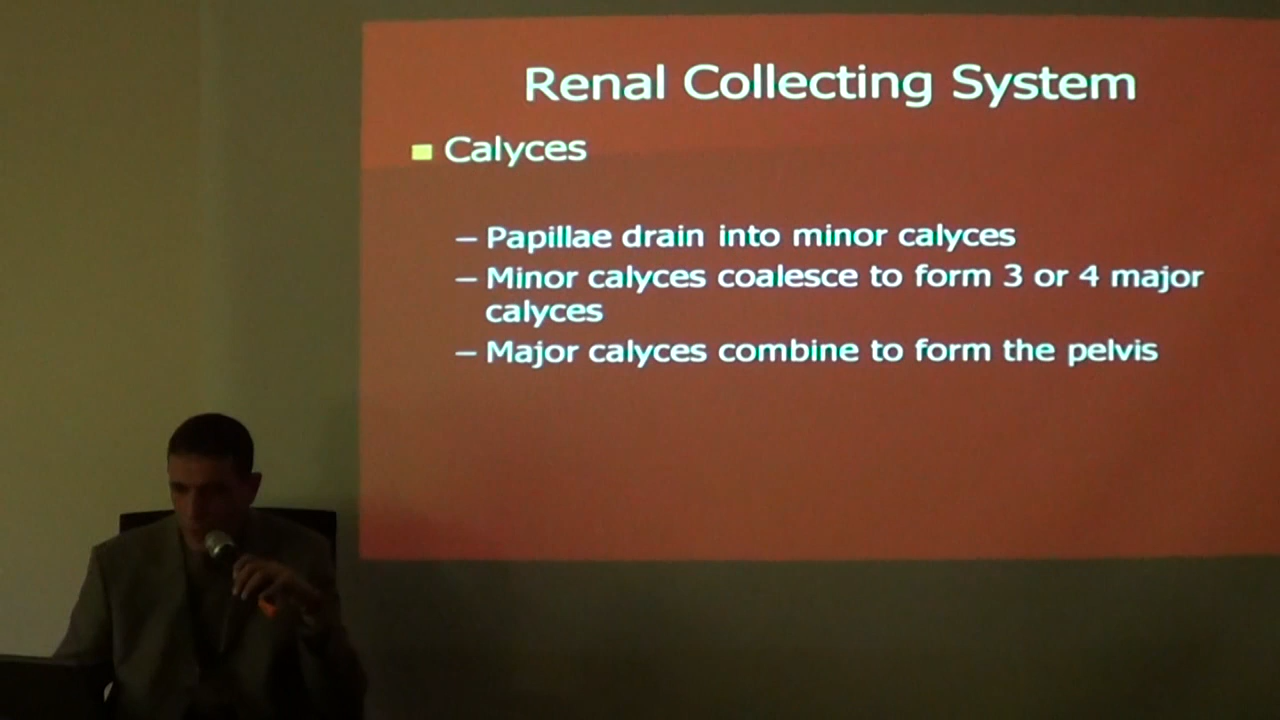 Renal Collecting System
Calyces
– Papillae drain into minor calyces
– Minor calyces coalesce to form 3 or 4 major
calyces
– Major calyces combine to form the pelvis